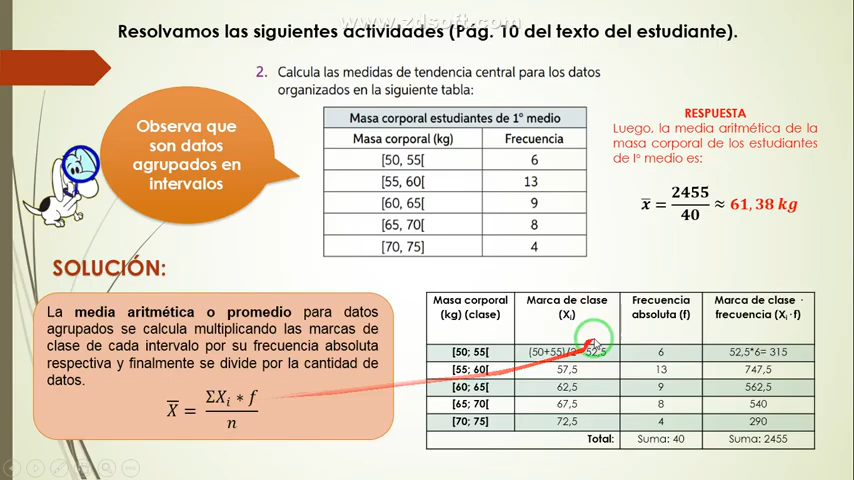 www.zdsoft.com
Resolvamos las siguientes actividades (Pág. 10 del texto del estudiante).
2. Calcula las medidas de tendencia central para los datos
organizados en la siguiente tabla:
Observa que
son datos
agrupados en
intervalos
Masa corporal estudiantes de 1° medio
Masa corporal (kg) Frecuencia
[50, 55[ 6
[55, 60[ 13
[60, 65[ 9
[65, 70[ 8
[70, 75] 4
RESPUESTA
Luego, la media aritmética de la
masa corporal de los estudiantes
de I° medio es:
x̅ = 2455/40 ≈ 61,38 kg
SOLUCIÓN:
La media aritmética o promedio para datos
agrupados se calcula multiplicando las marcas de
clase de cada intervalo por su frecuencia absoluta
respectiva y finalmente se divide por la cantidad de
datos.
X̅ = ΣXᵢ * f / n
Masa corporal Marca de clase Frecuencia Marca de clase ·
(kg) (clase) (Xᵢ) absoluta (f) frecuencia (Xᵢ · f)
[50; 55[ (50+55)/2= 52,5 6 52,5*6= 315
[55; 60[ 57,5 13 747,5
[60; 65[ 62,5 9 562,5
[65; 70[ 67,5 8 540
[70; 75] 72,5 4 290
Total: Suma: 40 Suma: 2455